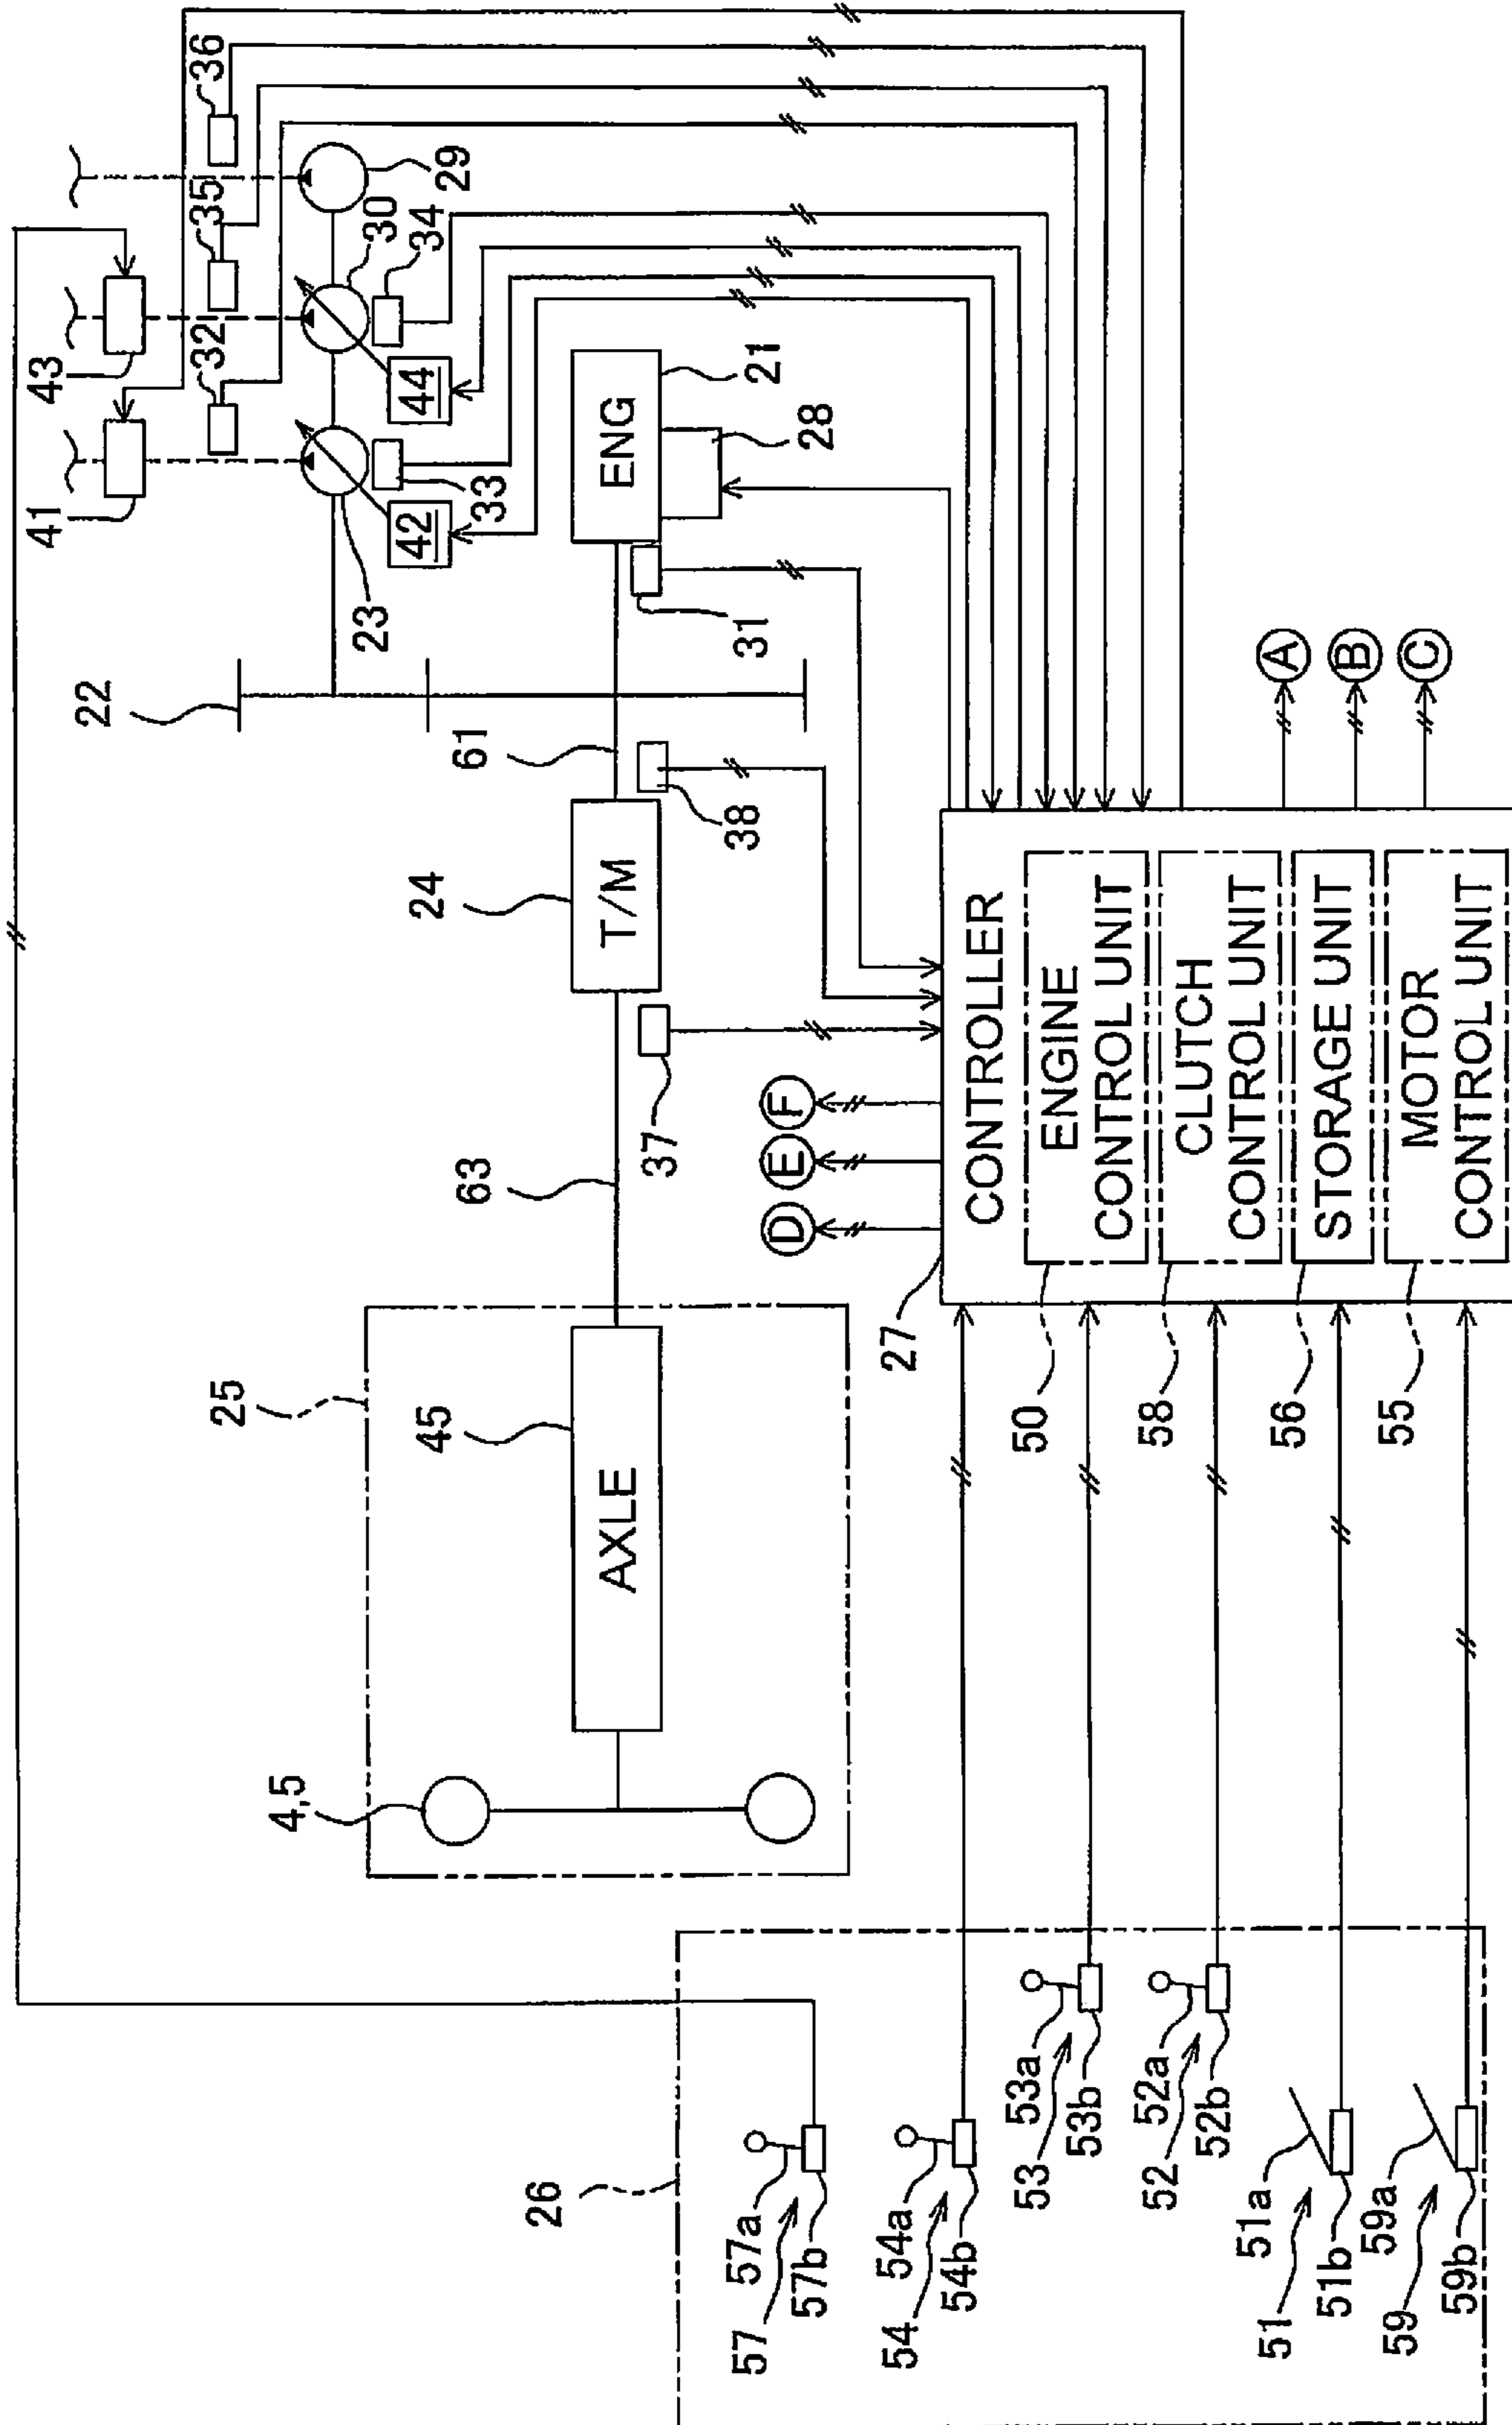 41
43
32
35
36
22
23
42
33
44
34
30
29
61
24
T/M
38
31
ENG
21
28
25
45
AXLE
63
37
4,5
D
E
F
27
CONTROLLER
50
ENGINE
CONTROL UNIT
58
CLUTCH
CONTROL UNIT
56
STORAGE UNIT
55
MOTOR
CONTROL UNIT
A
B
C
26
57
57a
57b
54
54a
54b
53
53a
53b
52
52a
52b
51
51a
51b
59
59a
59b